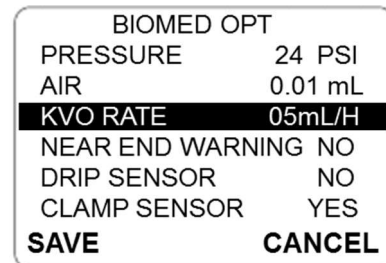 BIOMED OPT
PRESSURE 24 PSI
AIR 0.01 mL
KVO RATE 05mL/H
NEAR END WARNING NO
DRIP SENSOR NO
CLAMP SENSOR YES
SAVE CANCEL